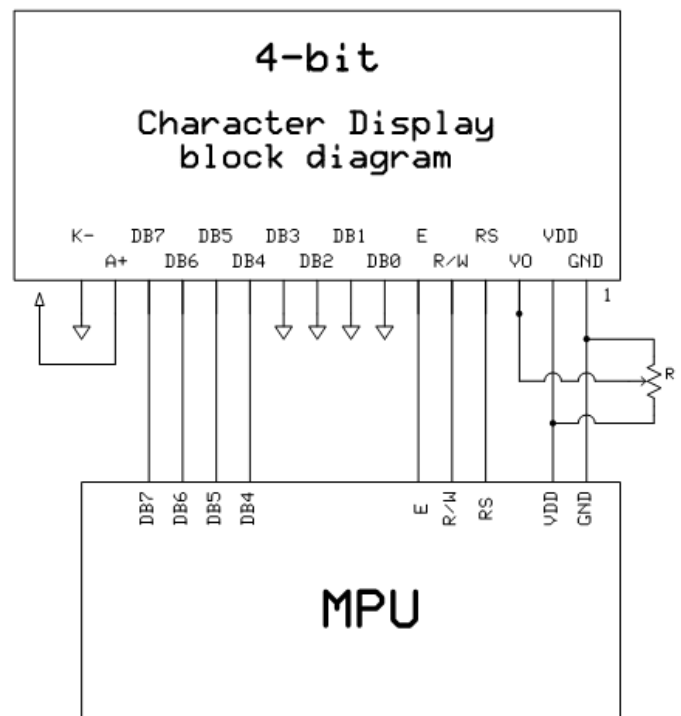 4-bit
Character Display
block diagram
K- DB7 DB5 DB3 DB1 E RS VDD
A+ DB6 DB4 DB2 DB0 R/W VO GND
1
R
DB7 DB6 DB5 DB4 E R/W RS VDD GND
MPU